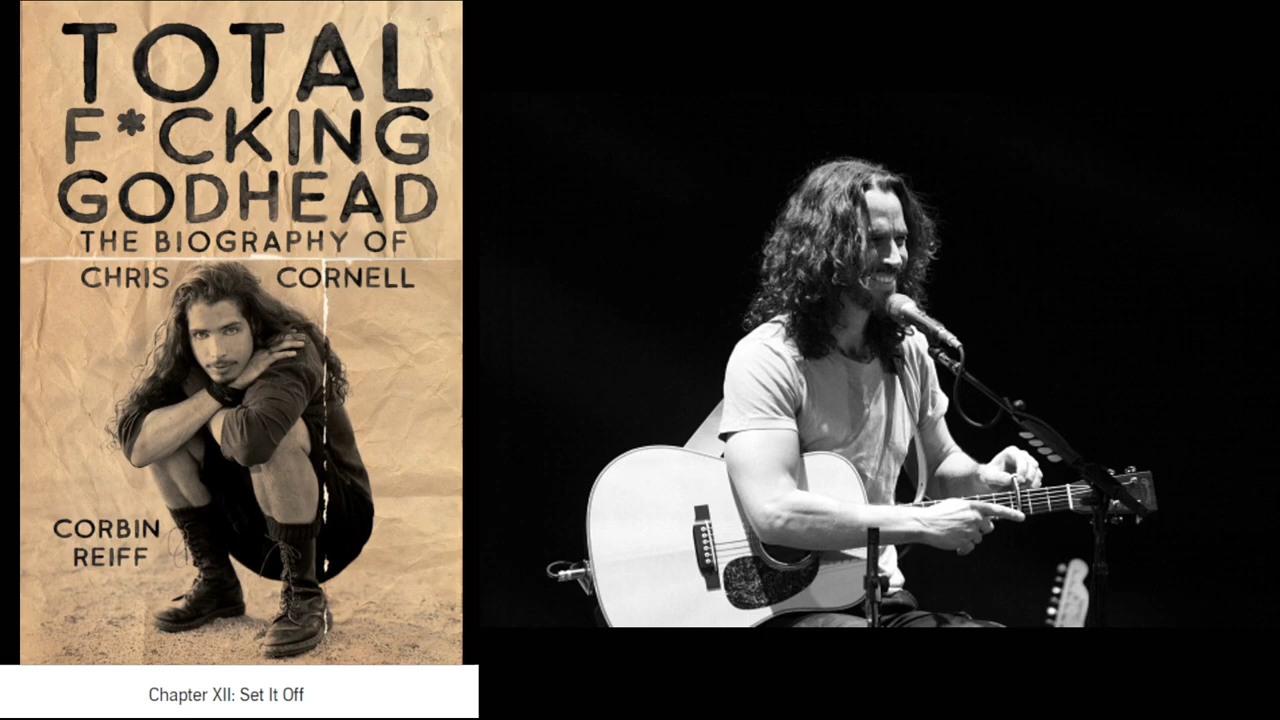 TOTAL
F*CKING
GODHEAD
THE BIOGRAPHY OF
CHRIS CORNELL
CORBIN
REIFF
Chapter XII: Set It Off